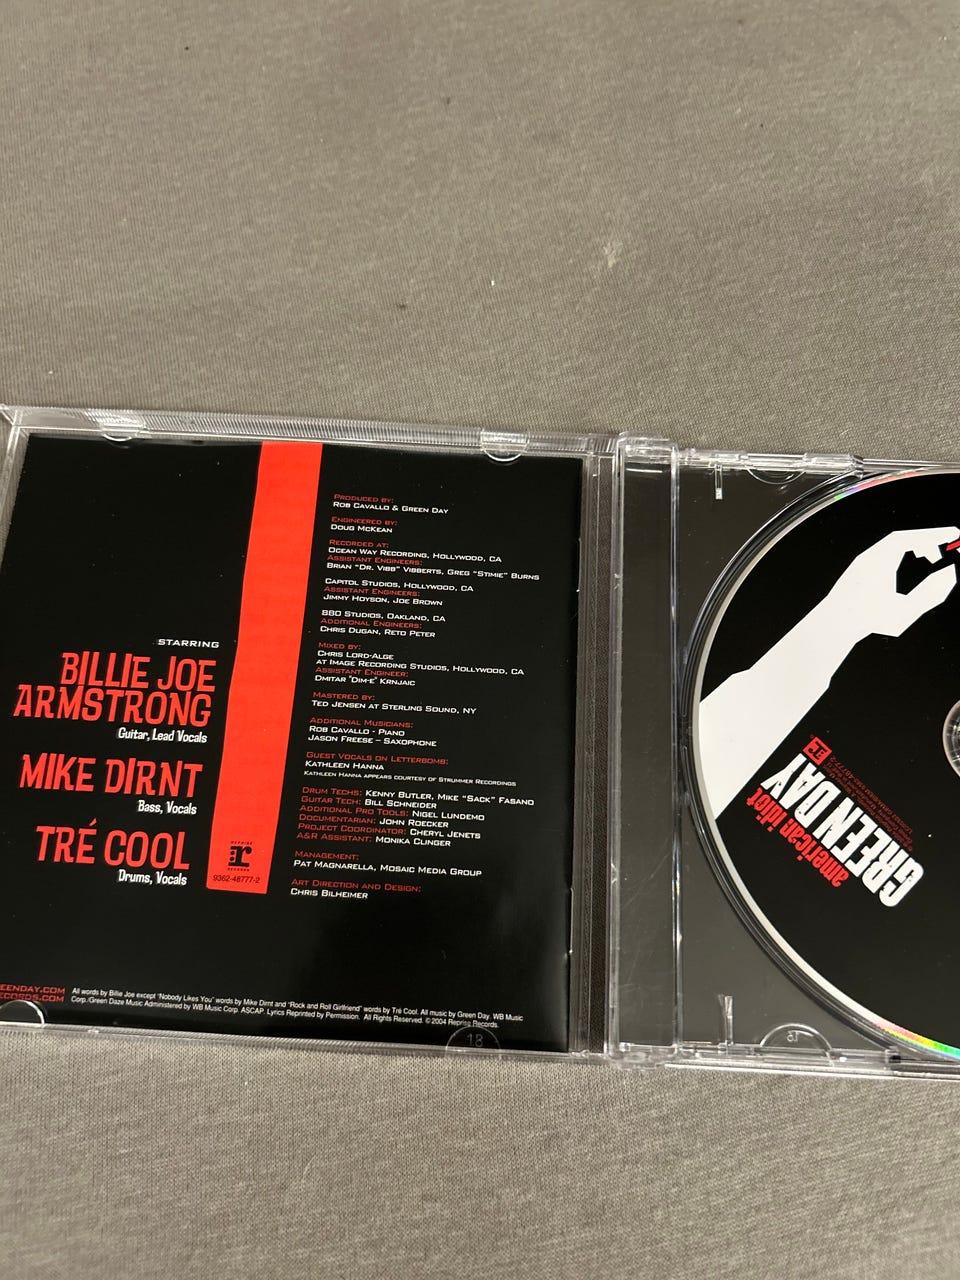 STARRING
BILLIE JOE
ARMSTRONG
Guitar, Lead Vocals
MIKE DIRNT
Bass, Vocals
TRÉ COOL
Drums, Vocals
REPRISE
r
RECORDS
9362-48777-2
PRODUCED BY:
ROB CAVALLO & GREEN DAY
ENGINEERED BY:
DOUG MCKEAN
RECORDED AT:
OCEAN WAY RECORDING, HOLLYWOOD, CA
ASSISTANT ENGINEERS:
BRIAN "DR. VIBB" VIBBERTS, GREG "STIMIE" BURNS
CAPITOL STUDIOS, HOLLYWOOD, CA
ASSISTANT ENGINEERS:
JIMMY HOYSON, JOE BROWN
880 STUDIOS, OAKLAND, CA
ADDITIONAL ENGINEERS:
CHRIS DUGAN, RETO PETER
MIXED BY:
CHRIS LORD-ALGE
AT IMAGE RECORDING STUDIOS, HOLLYWOOD, CA
ASSISTANT ENGINEER:
DMITAR "DIM-E" KRNJAIC
MASTERED BY:
TED JENSEN AT STERLING SOUND, NY
ADDITIONAL MUSICIANS:
ROB CAVALLO - PIANO
JASON FREESE – SAXOPHONE
GUEST VOCALS ON LETTERBOMB:
KATHLEEN HANNA
KATHLEEN HANNA APPEARS COURTESY OF STRUMMER RECORDINGS
DRUM TECHS: KENNY BUTLER, MIKE "SACK" FASANO
GUITAR TECH: BILL SCHNEIDER
ADDITIONAL PRO TOOLS: NIGEL LUNDEMO
DOCUMENTARIAN: JOHN ROECKER
PROJECT COORDINATOR: CHERYL JENETS
A&R ASSISTANT: MONIKA CLINGER
MANAGEMENT:
PAT MAGNARELLA, MOSAIC MEDIA GROUP
ART DIRECTION AND DESIGN:
CHRIS BILHEIMER
EENDAY.COM
ECORDS.COM
All words by Billie Joe except "Nobody Likes You" words by Mike Dirnt and "Rock and Roll Girlfriend" words by Tré Cool. All music by Green Day. WB Music
Corp./Green Daze Music Administered by WB Music Corp. ASCAP. Lyrics Reprinted by Permission. All Rights Reserved. © 2004 Reprise Records.
18
american idiot
GREEN DAY